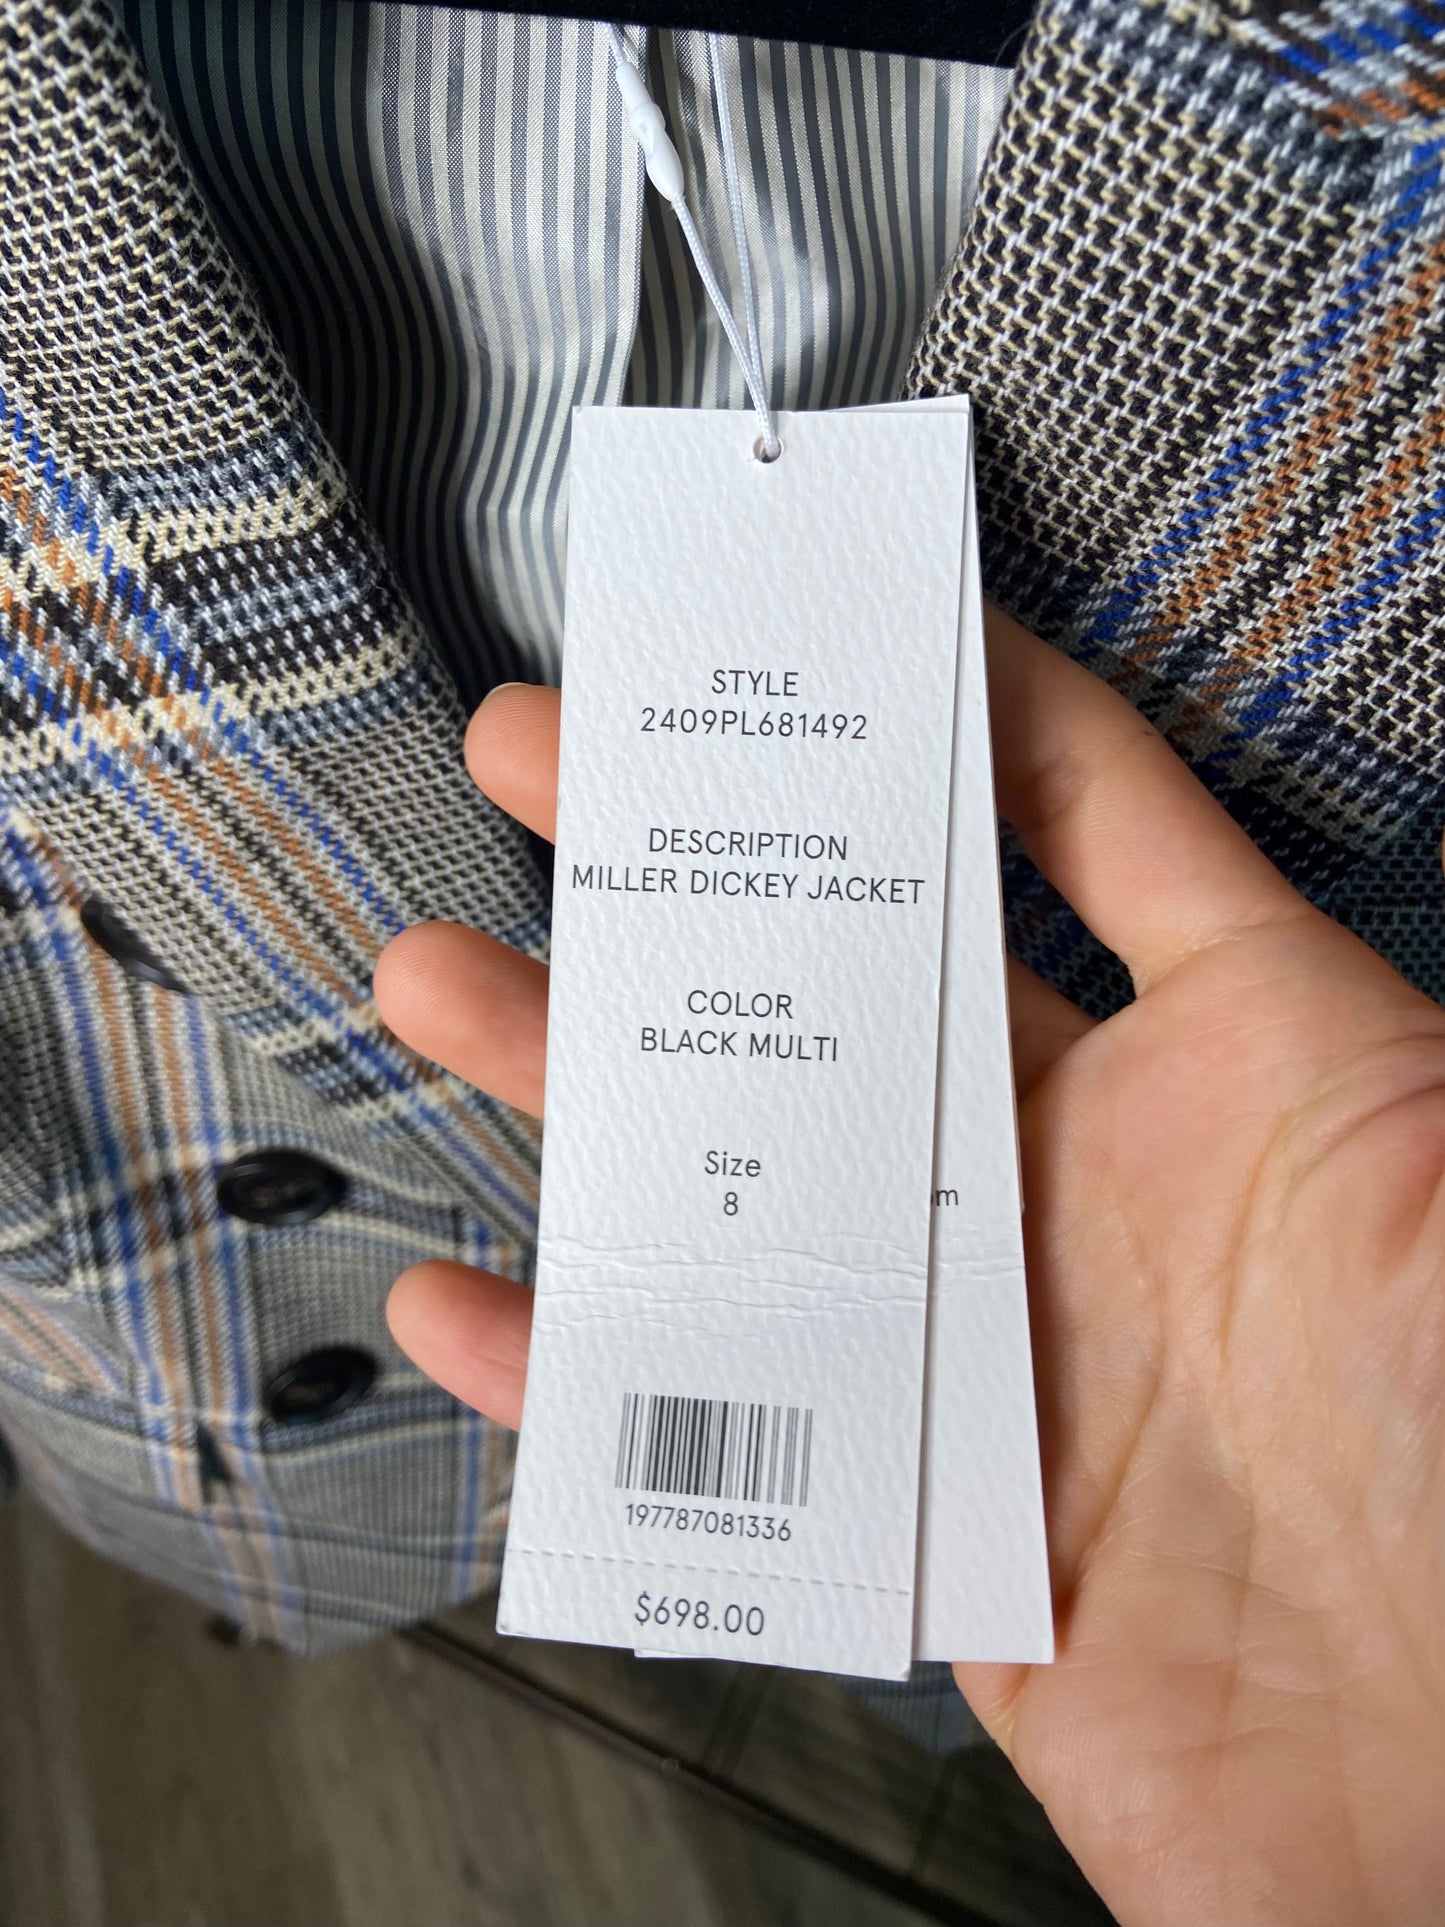 STYLE
2409PL681492
DESCRIPTION
MILLER DICKEY JACKET
COLOR
BLACK MULTI
Size
8
197787081336
$698.00